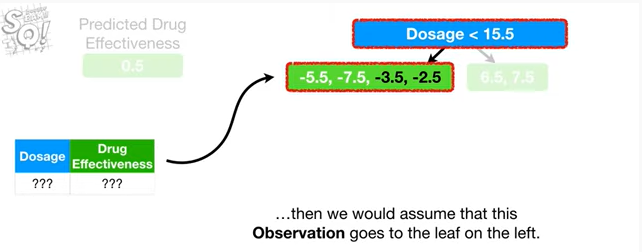 SQ!
Predicted Drug
Effectiveness
0.5
Dosage < 15.5
-5.5, -7.5, -3.5, -2.5
6.5, 7.5
Dosage
Drug
Effectiveness
???
???
…then we would assume that this
Observation goes to the leaf on the left.